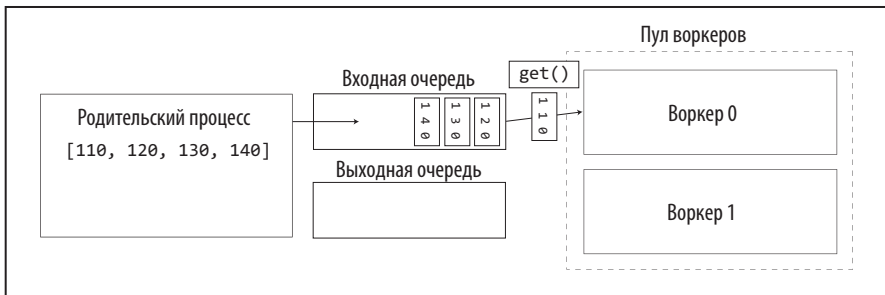 Пул воркеров
Входная очередь
get()
Родительский процесс
[110, 120, 130, 140]
140
130
120
110
Воркер 0
Выходная очередь
Воркер 1